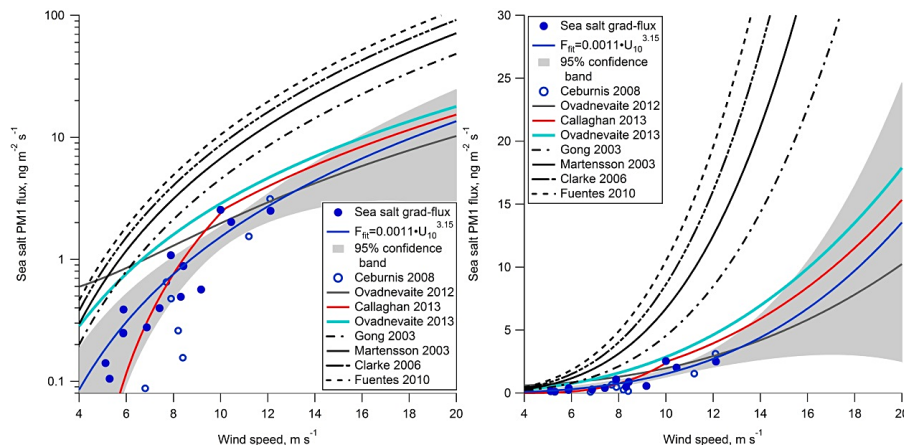 100
10
1
0.1
Sea salt PM1 flux, ng m⁻² s⁻¹
4
6
8
10
12
14
16
18
20
Wind speed, m s⁻¹
Sea salt grad-flux
Ffit=0.0011•U10^3.15
95% confidence
band
Ceburnis 2008
Ovadnevaite 2012
Callaghan 2013
Ovadnevaite 2013
Gong 2003
Martensson 2003
Clarke 2006
Fuentes 2010
30
25
20
15
10
5
0
Sea salt PM1 flux, ng m⁻² s⁻¹
4
6
8
10
12
14
16
18
20
Wind speed, m s⁻¹
Sea salt grad-flux
Ffit=0.0011•U10^3.15
95% confidence
band
Ceburnis 2008
Ovadnevaite 2012
Callaghan 2013
Ovadnevaite 2013
Gong 2003
Martensson 2003
Clarke 2006
Fuentes 2010